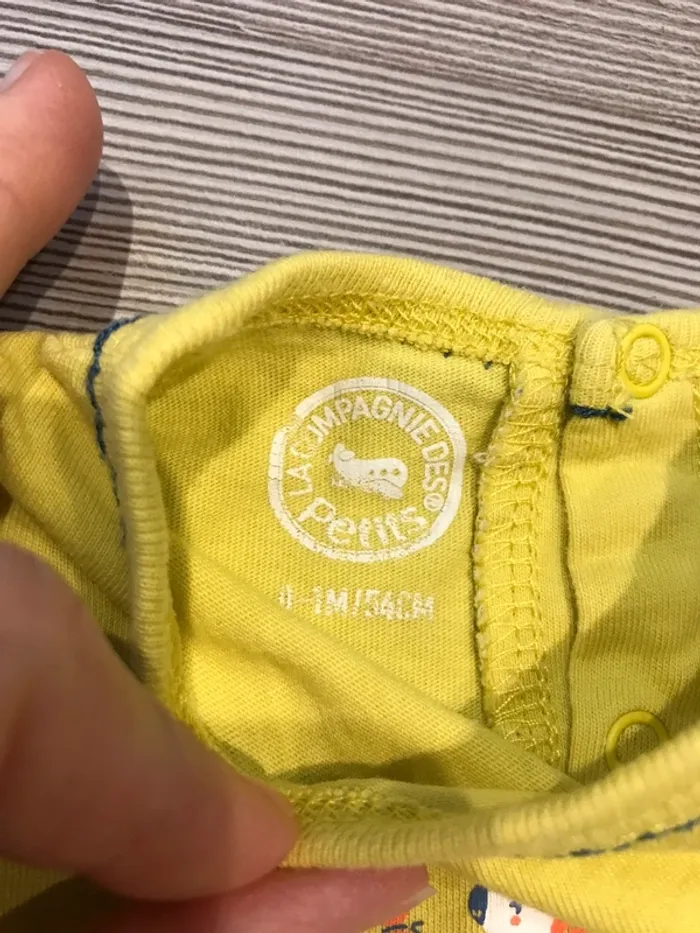 LA COMPAGNIE DES®
Petits
0-1M/54CM